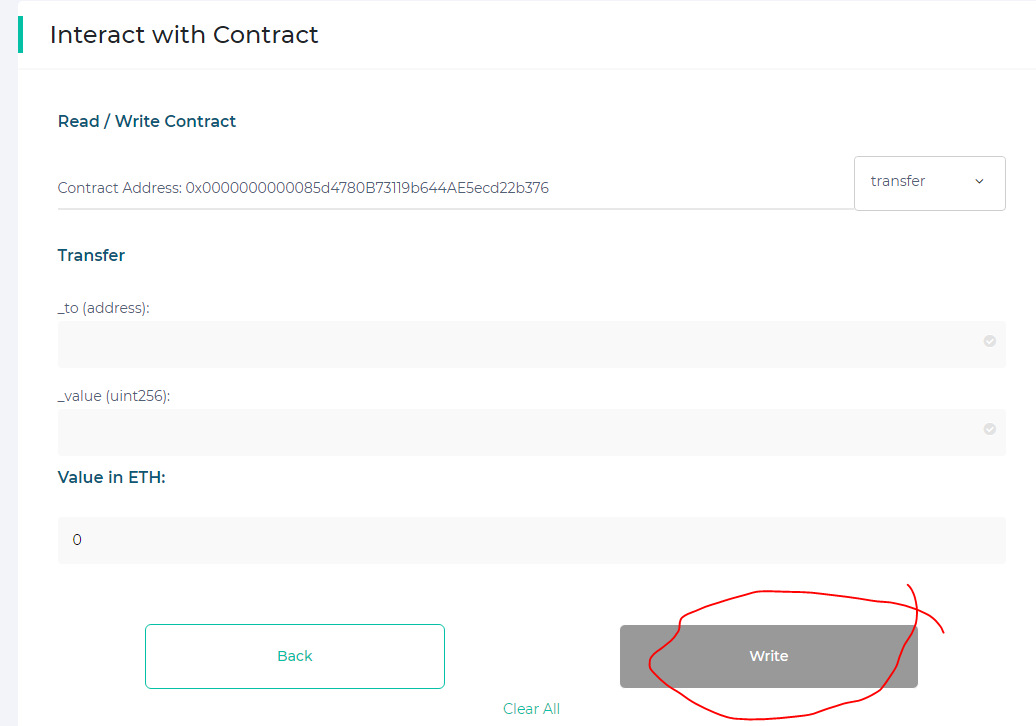 Interact with Contract
Read / Write Contract
Contract Address: 0x0000000000085d4780B73119b644AE5ecd22b376
transfer
Transfer
_to (address):
_value (uint256):
Value in ETH:
0
Back
Write
Clear All